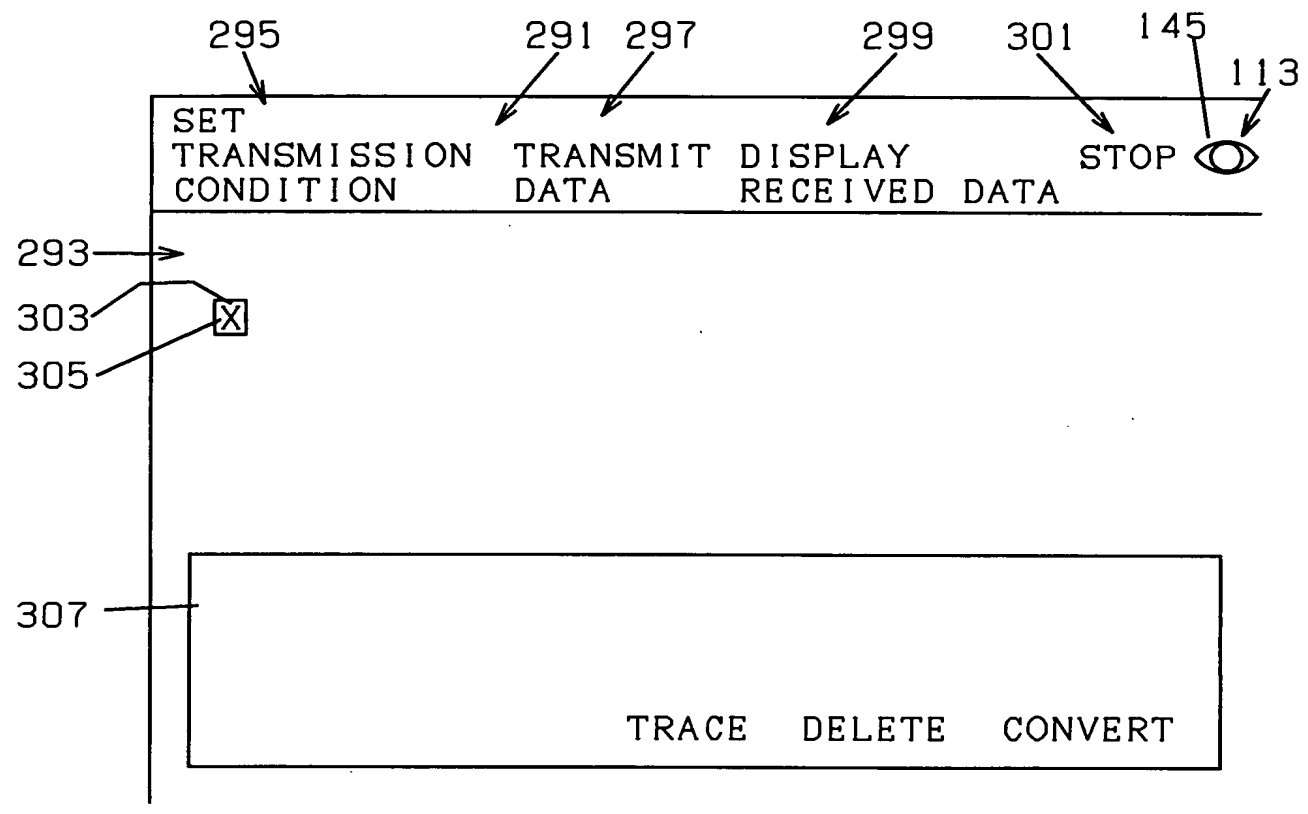 295 291 297 299 301 145
113
SET
TRANSMISSION TRANSMIT DISPLAY STOP
CONDITION DATA RECEIVED DATA
293
303
X
305
307
TRACE DELETE CONVERT